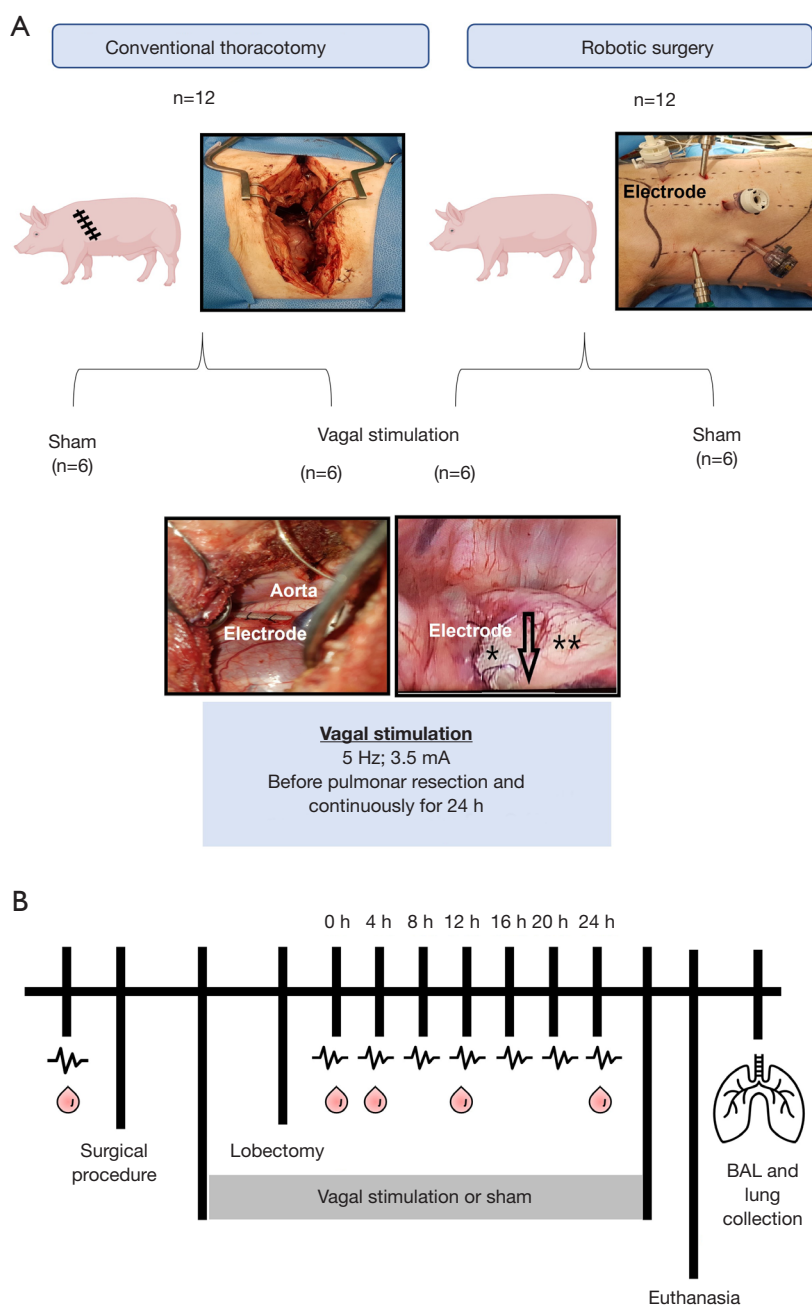 A
Conventional thoracotomy
Robotic surgery
n=12
n=12
Electrode
Sham
(n=6)
Vagal stimulation
(n=6)
(n=6)
Sham
(n=6)
Aorta
Electrode
Electrode
*
**
Vagal stimulation
5 Hz; 3.5 mA
Before pulmonar resection and
continuously for 24 h
B
0 h 4 h 8 h 12 h 16 h 20 h 24 h
Surgical
procedure
Lobectomy
Vagal stimulation or sham
BAL and
lung
collection
Euthanasia